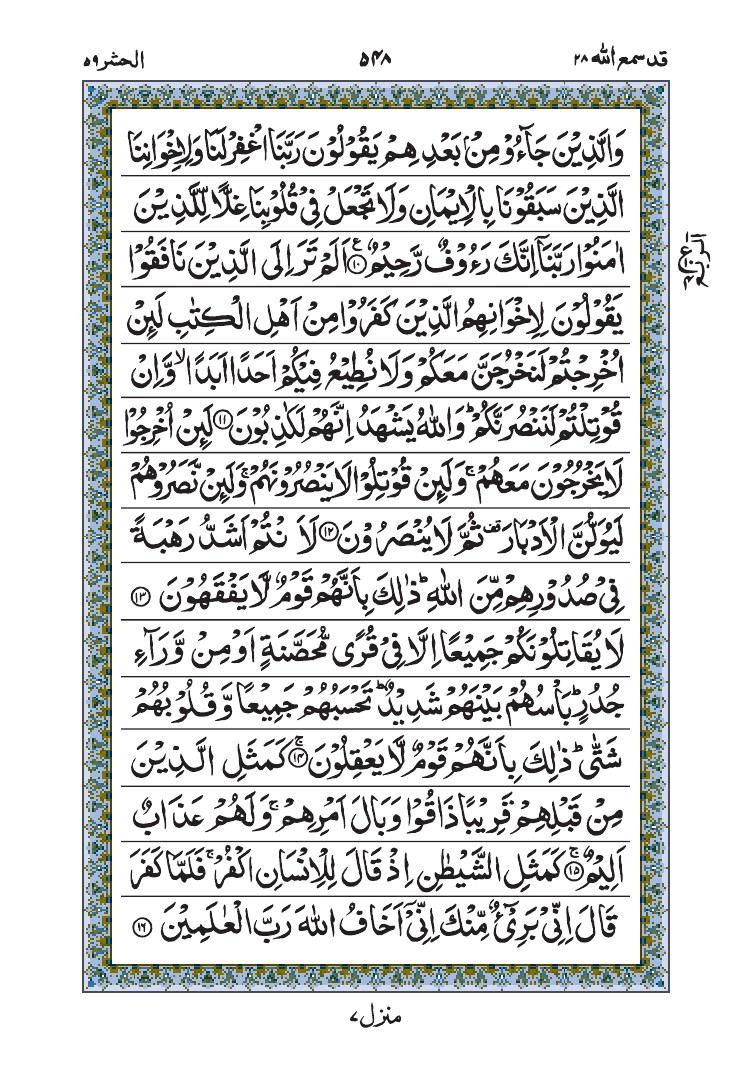 قد سمع الله ٢٨ ٥٤٨ الحشر ٥٩
وَالَّذِيْنَ جَآءُوْ مِنْۢ بَعْدِ هِمْ يَقُوْلُوْنَ رَبَّنَا اغْفِرْ لَنَا وَلِاِخْوَانِنَا
الَّذِيْنَ سَبَقُوْنَا بِالْاِيْمَانِ وَلَا تَجْعَلْ فِيْ قُلُوْبِنَا غِلًّا لِّلَّذِيْنَ
اٰمَنُوْا رَبَّنَآ اِنَّكَ رَءُوْفٌ رَّحِيْمٌ ﴿١٠﴾ اَلَمْ تَرَ اِلَى الَّذِيْنَ نَافَقُوْا
يَقُوْلُوْنَ لِاِخْوَانِهِمُ الَّذِيْنَ كَفَرُوْا مِنْ اَهْلِ الْكِتٰبِ لَئِنْ
اُخْرِجْتُمْ لَنَخْرُجَنَّ مَعَكُمْ وَلَا نُطِيْعُ فِيْكُمْ اَحَدًا اَبَدًا ۙ وَّاِنْ
قُوْتِلْتُمْ لَنَنْصُرَنَّكُمْ ؕ وَاللّٰهُ يَشْهَدُ اِنَّهُمْ لَكٰذِبُوْنَ ﴿١١﴾ لَئِنْ اُخْرِجُوْا
لَا يَخْرُجُوْنَ مَعَهُمْ ۚ وَلَئِنْ قُوْتِلُوْا لَا يَنْصُرُوْنَهُمْ ۚ وَلَئِنْ نَّصَرُوْهُمْ
لَيُوَلُّنَّ الْاَدْبَارَ ۟ ثُمَّ لَا يُنْصَرُوْنَ ﴿١٢﴾ لَاَ نْتُمْ اَشَدُّ رَهْبَةً
فِيْ صُدُوْرِهِمْ مِّنَ اللّٰهِ ؕ ذٰلِكَ بِاَنَّهُمْ قَوْمٌ لَّا يَفْقَهُوْنَ ﴿١٣﴾
لَا يُقَاتِلُوْنَكُمْ جَمِيْعًا اِلَّا فِيْ قُرًى مُّحَصَّنَةٍ اَوْ مِنْ وَّرَآءِ
جُدُرٍ ؕ بَاْسُهُمْ بَيْنَهُمْ شَدِيْدٌ ؕ تَحْسَبُهُمْ جَمِيْعًا وَّقُلُوْبُهُمْ
شَتّٰى ؕ ذٰلِكَ بِاَنَّهُمْ قَوْمٌ لَّا يَعْقِلُوْنَ ۚ ﴿١٤﴾ كَمَثَلِ الَّذِيْنَ
مِنْ قَبْلِهِمْ قَرِيْبًا ذَاقُوْا وَبَالَ اَمْرِهِمْ ۚ وَلَهُمْ عَذَابٌ
اَلِيْمٌ ۚ ﴿١٥﴾ كَمَثَلِ الشَّيْطٰنِ اِذْ قَالَ لِلْاِنْسَانِ اكْفُرْ ۚ فَلَمَّا كَفَرَ
قَالَ اِنِّيْ بَرِيْٓءٌ مِّنْكَ اِنِّيْٓ اَخَافُ اللّٰهَ رَبَّ الْعٰلَمِيْنَ ﴿١٦﴾
منزل ٧